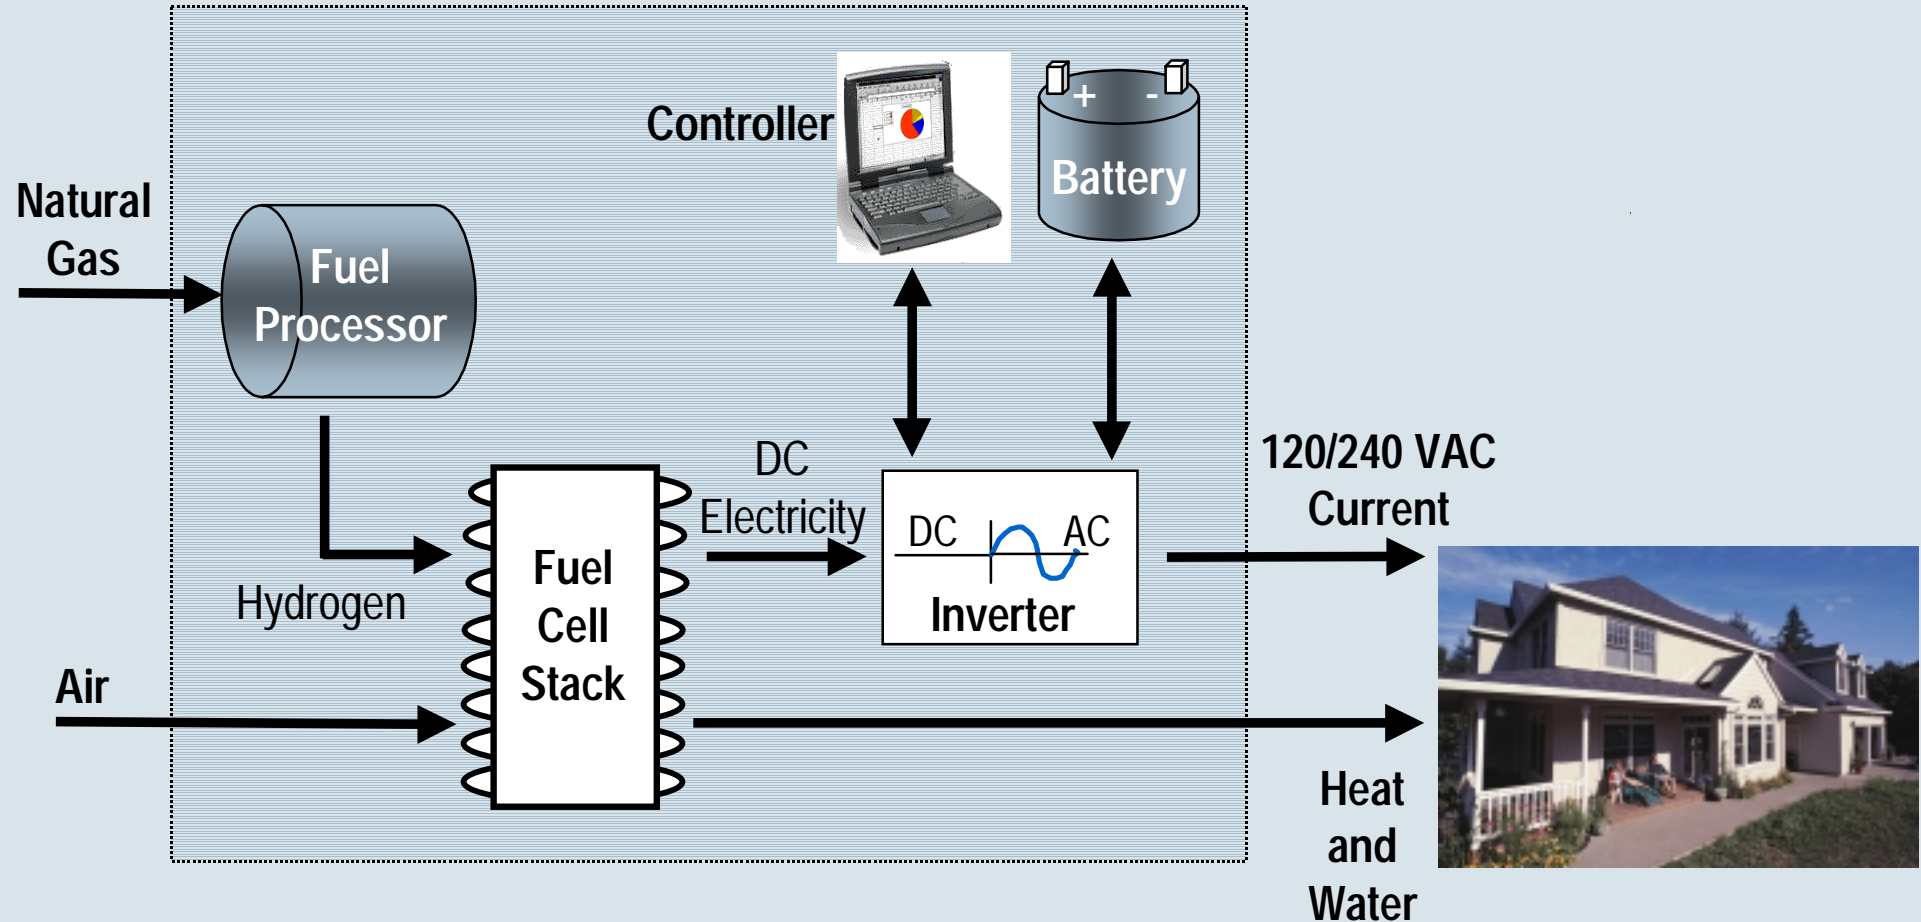 Controller
+ -
Battery
Natural
Gas
Fuel
Processor
DC
Electricity
120/240 VAC
Current
DC AC
Inverter
Hydrogen
Fuel
Cell
Stack
Air
Heat
and
Water